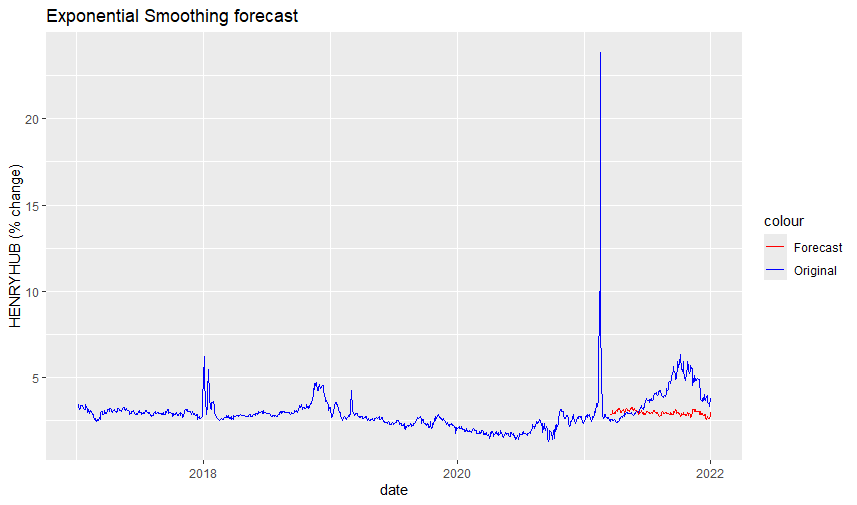 Exponential Smoothing forecast
HENRYHUB (% change)
20
15
10
5
2018
2020
2022
date
colour
Forecast
Original